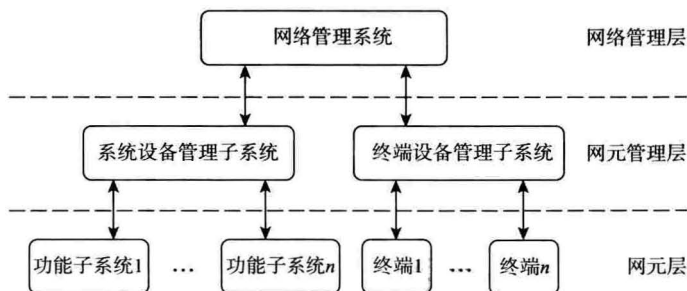 网络管理系统 网络管理层
系统设备管理子系统 终端设备管理子系统 网元管理层
功能子系统1 … 功能子系统n 终端1 … 终端n 网元层